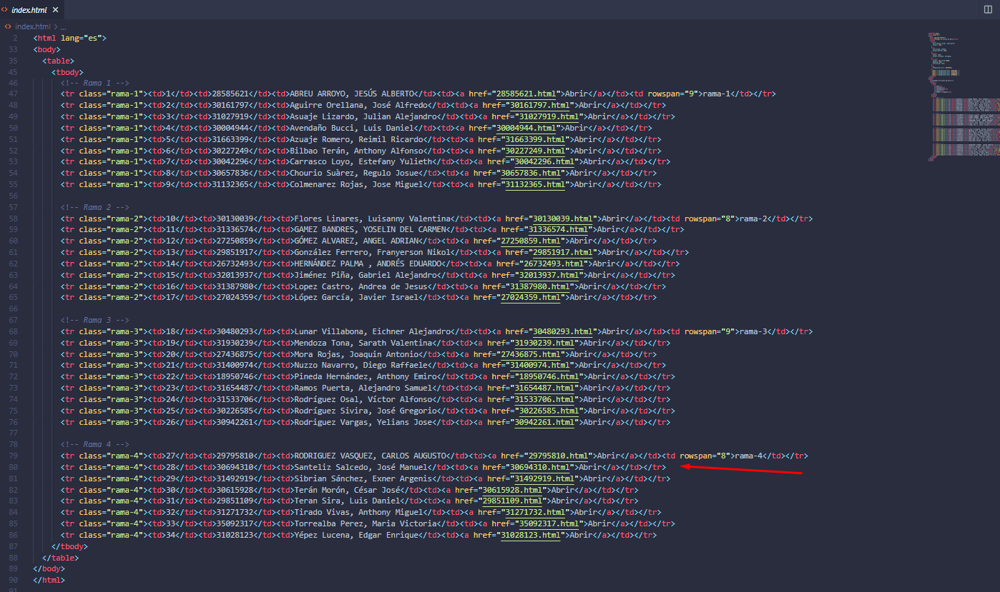 index.html
index.html > ...
2 <html lang="es">
33 <body>
35 <table>
45 <tbody>
46 <!-- Rama 1 -->
47 <tr class="rama-1"><td>1</td><td>28585621</td><td>ABREU ARROYO, JESÚS ALBERTO</td><td><a href="28585621.html">Abrir</a></td><td rowspan="9">rama-1</td></tr>
48 <tr class="rama-1"><td>2</td><td>30161797</td><td>Aguirre Orellana, José Alfredo</td><td><a href="30161797.html">Abrir</a></td></tr>
49 <tr class="rama-1"><td>3</td><td>31027919</td><td>Asuaje Lizardo, Julian Alejandro</td><td><a href="31027919.html">Abrir</a></td></tr>
50 <tr class="rama-1"><td>4</td><td>30004944</td><td>Avendaño Bucci, Luis Daniel</td><td><a href="30004944.html">Abrir</a></td></tr>
51 <tr class="rama-1"><td>5</td><td>31663399</td><td>Azuaje Romero, Reimil Ricardo</td><td><a href="31663399.html">Abrir</a></td></tr>
52 <tr class="rama-1"><td>6</td><td>30227249</td><td>Bilbao Terán, Anthony Alfonso</td><td><a href="30227249.html">Abrir</a></td></tr>
53 <tr class="rama-1"><td>7</td><td>30042296</td><td>Carrasco Loyo, Estefany Yulieth</td><td><a href="30042296.html">Abrir</a></td></tr>
54 <tr class="rama-1"><td>8</td><td>30657836</td><td>Chourio Suàrez, Regulo Josue</td><td><a href="30657836.html">Abrir</a></td></tr>
55 <tr class="rama-1"><td>9</td><td>31132365</td><td>Colmenarez Rojas, Jose Miguel</td><td><a href="31132365.html">Abrir</a></td></tr>
56
57 <!-- Rama 2 -->
58 <tr class="rama-2"><td>10</td><td>30130039</td><td>Flores Linares, Luisanny Valentina</td><td><a href="30130039.html">Abrir</a></td><td rowspan="8">rama-2</td></tr>
59 <tr class="rama-2"><td>11</td><td>31336574</td><td>GAMEZ BANDRES, YOSELIN DEL CARMEN</td><td><a href="31336574.html">Abrir</a></td></tr>
60 <tr class="rama-2"><td>12</td><td>27250859</td><td>GÓMEZ ALVAREZ, ANGEL ADRIAN</td><td><a href="27250859.html">Abrir</a></td></tr>
61 <tr class="rama-2"><td>13</td><td>29851917</td><td>González Ferrero, Franyerson Nikol</td><td><a href="29851917.html">Abrir</a></td></tr>
62 <tr class="rama-2"><td>14</td><td>26732493</td><td>HERNÁNDEZ PALMA , ANDRÉS EDUARDO</td><td><a href="26732493.html">Abrir</a></td></tr>
63 <tr class="rama-2"><td>15</td><td>32013937</td><td>Jiménez Piña, Gabriel Alejandro</td><td><a href="32013937.html">Abrir</a></td></tr>
64 <tr class="rama-2"><td>16</td><td>31387980</td><td>Lopez Castro, Andrea de Jesus</td><td><a href="31387980.html">Abrir</a></td></tr>
65 <tr class="rama-2"><td>17</td><td>27024359</td><td>López García, Javier Israel</td><td><a href="27024359.html">Abrir</a></td></tr>
66
67 <!-- Rama 3 -->
68 <tr class="rama-3"><td>18</td><td>30480293</td><td>Lunar Villabona, Eichner Alejandro</td><td><a href="30480293.html">Abrir</a></td><td rowspan="9">rama-3</td></tr>
69 <tr class="rama-3"><td>19</td><td>31930239</td><td>Mendoza Tona, Sarath Valentina</td><td><a href="31930239.html">Abrir</a></td></tr>
70 <tr class="rama-3"><td>20</td><td>27436875</td><td>Mora Rojas, Joaquin Antonio</td><td><a href="27436875.html">Abrir</a></td></tr>
71 <tr class="rama-3"><td>21</td><td>31400974</td><td>Nuzzo Navarro, Diego Raffaele</td><td><a href="31400974.html">Abrir</a></td></tr>
72 <tr class="rama-3"><td>22</td><td>18950746</td><td>Pineda Hernández, Anthony Emiro</td><td><a href="18950746.html">Abrir</a></td></tr>
73 <tr class="rama-3"><td>23</td><td>31654487</td><td>Ramos Puerta, Alejandro Samuel</td><td><a href="31654487.html">Abrir</a></td></tr>
74 <tr class="rama-3"><td>24</td><td>31533706</td><td>Rodríguez Osal, Víctor Alfonso</td><td><a href="31533706.html">Abrir</a></td></tr>
75 <tr class="rama-3"><td>25</td><td>30226585</td><td>Rodríguez Sivira, José Gregorio</td><td><a href="30226585.html">Abrir</a></td></tr>
76 <tr class="rama-3"><td>26</td><td>30942261</td><td>Rodriguez Vargas, Yelians Jose</td><td><a href="30942261.html">Abrir</a></td></tr>
77
78 <!-- Rama 4 -->
79 <tr class="rama-4"><td>27</td><td>29795810</td><td>RODRIGUEZ VASQUEZ, CARLOS AUGUSTO</td><td><a href="29795810.html">Abrir</a></td><td rowspan="8">rama-4</td></tr>
80 <tr class="rama-4"><td>28</td><td>30694310</td><td>Santeliz Salcedo, José Manuel</td><td><a href="30694310.html">Abrir</a></td></tr>
81 <tr class="rama-4"><td>29</td><td>31492919</td><td>Sibrian Sánchez, Exner Argenis</td><td><a href="31492919.html">Abrir</a></td></tr>
82 <tr class="rama-4"><td>30</td><td>30615928</td><td>Terán Morón, César José</td><td><a href="30615928.html">Abrir</a></td></tr>
83 <tr class="rama-4"><td>31</td><td>29851109</td><td>Teran Sira, Luis Daniel</td><td><a href="29851109.html">Abrir</a></td></tr>
84 <tr class="rama-4"><td>32</td><td>31271732</td><td>Tirado Vivas, Anthony Miguel</td><td><a href="31271732.html">Abrir</a></td></tr>
85 <tr class="rama-4"><td>33</td><td>35092317</td><td>Torrealba Perez, Maria Victoria</td><td><a href="35092317.html">Abrir</a></td></tr>
86 <tr class="rama-4"><td>34</td><td>31028123</td><td>Yépez Lucena, Edgar Enrique</td><td><a href="31028123.html">Abrir</a></td></tr>
87 </tbody>
88 </table>
89 </body>
90 </html>
91